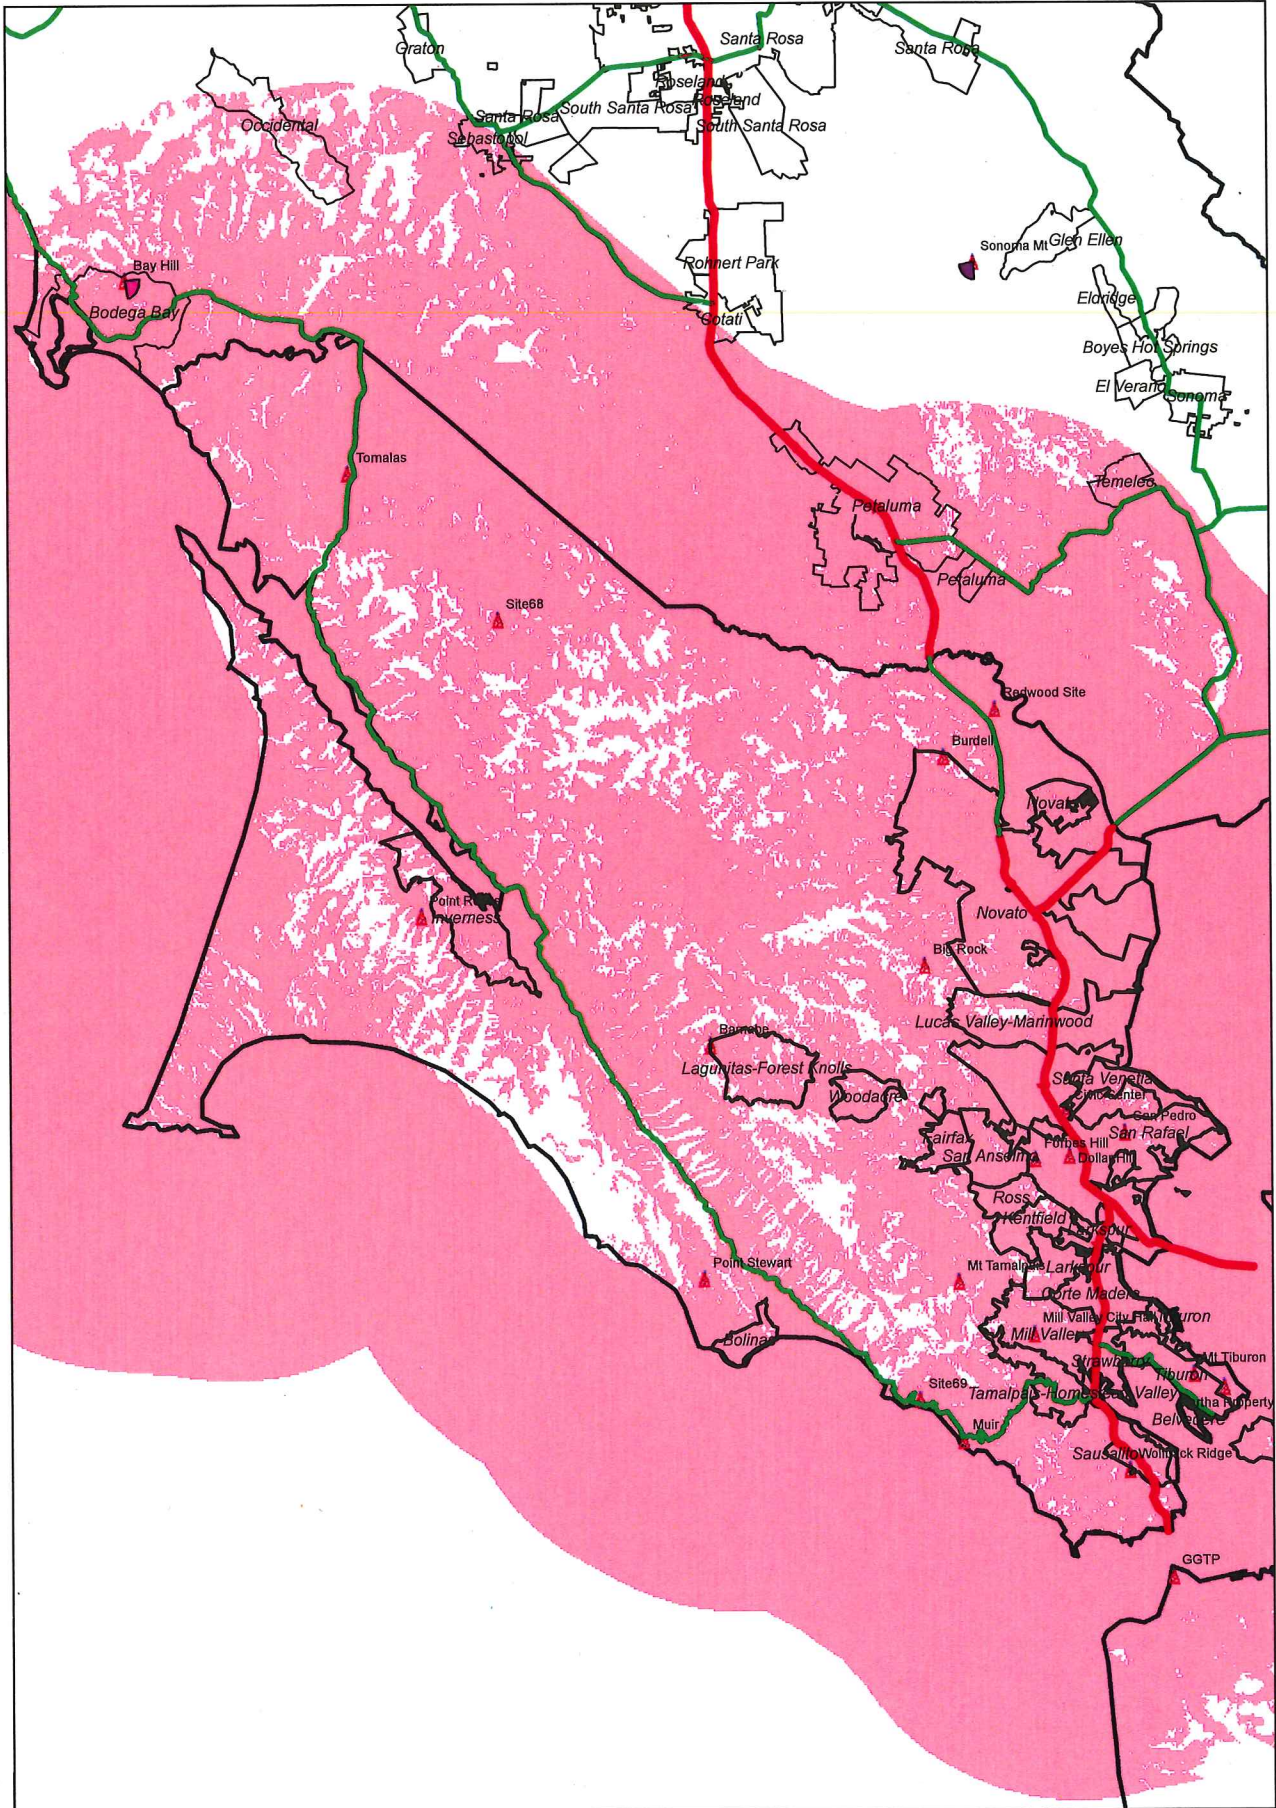 Santa Rosa
Graton
Santa Rosa
Roseland
Roseland
South Santa Rosa
Santa Rosa
Occidental
South Santa Rosa
Sebastopol
Glen Ellen
Sonoma Mt
Rohnert Park
Bay Hill
Eldridge
Bodega Bay
Cotati
Boyes Hot Springs
El Verano
Sonoma
Tomalas
Temelec
Petaluma
Petaluma
Site68
Redwood Site
Burdell
Novato
Point
Inverness
Novato
Big Rock
Lucas Valley-Marinwood
Barnabe
Lagunitas-Forest Knolls
Santa Venetia
Woodacre
Civic Center
San Pedro
San Rafael
Fairfax
Forbes Hill
San Anselmo
Dollar Hill
Ross
Kentfield
Larkspur
Point Stewart
Mt Tamalpais
Larkspur
Corte Madera
Mill Valley City Hall
Tiburon
Mill Valley
Bolinas
Strawberry
Mt Tiburon
Tiburon
Site69
Tamalpais-Homestead Valley
Property
Belvedere
Muir
Sausalito
Wolfback Ridge
GGTP